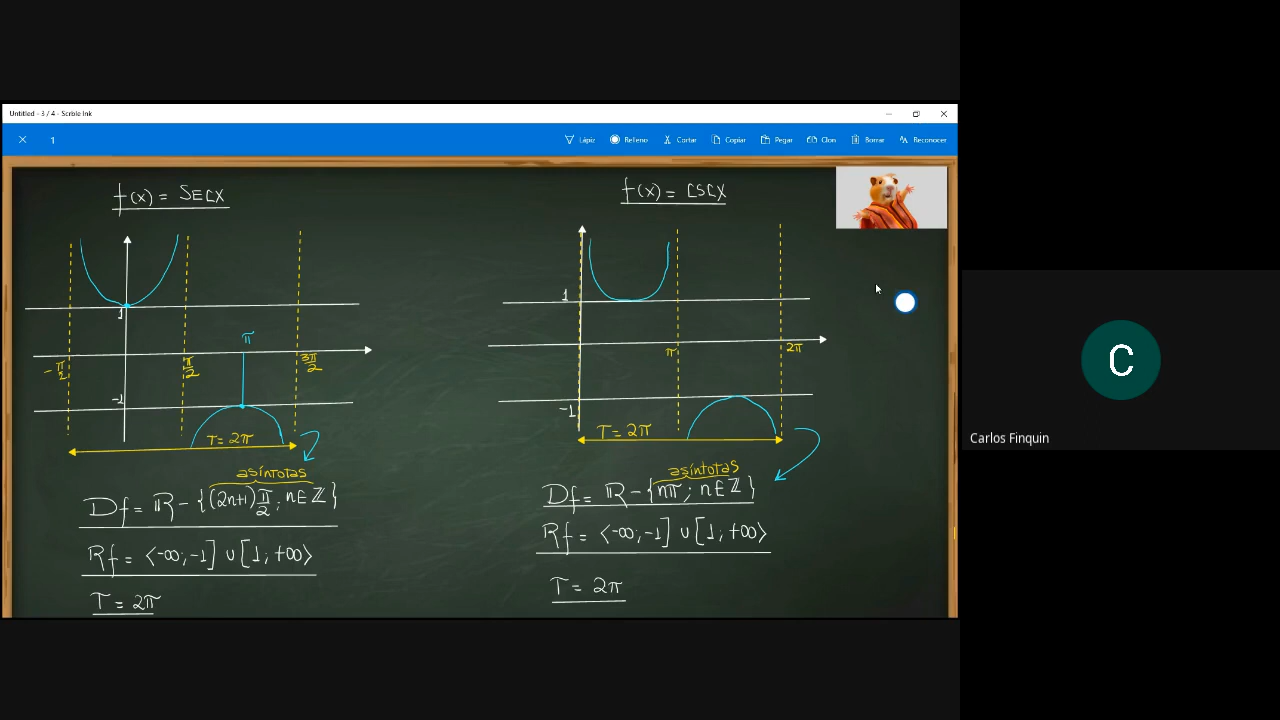 Untitled - 3 / 4 - Scrble Ink
1
Lápiz
Relleno
Cortar
Copiar
Pegar
Clon
Borrar
Reconocer
f(x) = SECX
1
π
-π/2
π/2
3π/2
-1
T = 2π
asíntotas
Df = ℝ - {(2n+1)π/2; n∈ℤ}
Rf = <-∞; -1] ∪ [1; +∞>
T = 2π
f(x) = CSCX
1
π
2π
-1
T = 2π
asíntotas
Df = ℝ - {nπ; n∈ℤ}
Rf = <-∞; -1] ∪ [1; +∞>
T = 2π
C
Carlos Finquin